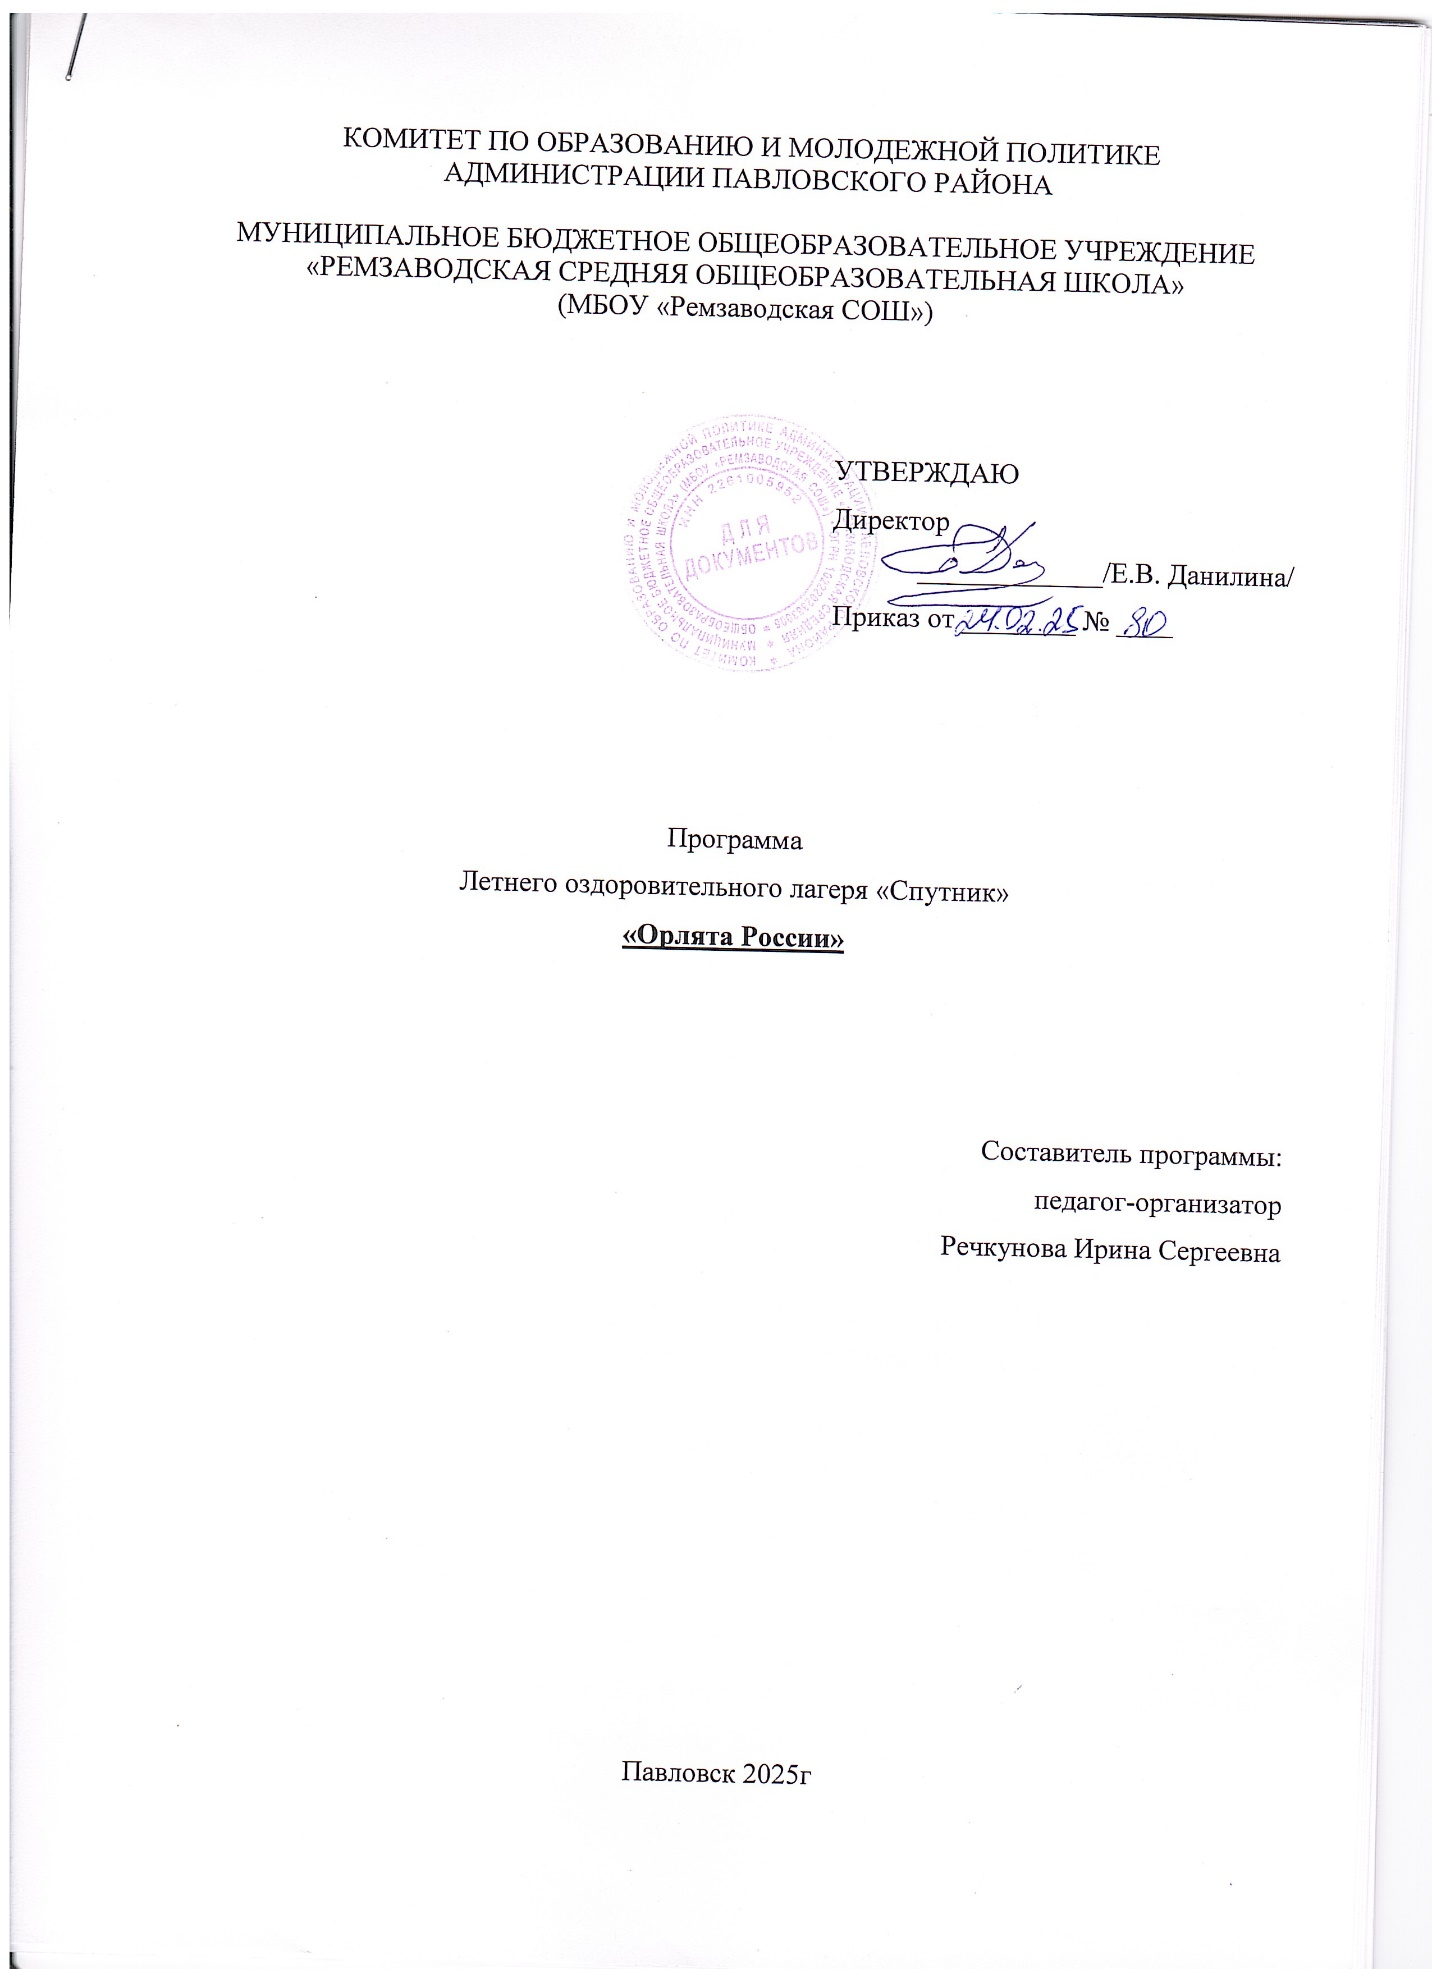 КОМИТЕТ ПО ОБРАЗОВАНИЮ И МОЛОДЕЖНОЙ ПОЛИТИКЕ
АДМИНИСТРАЦИИ ПАВЛОВСКОГО РАЙОНА
МУНИЦИПАЛЬНОЕ БЮДЖЕТНОЕ ОБЩЕОБРАЗОВАТЕЛЬНОЕ УЧРЕЖДЕНИЕ
«РЕМЗАВОДСКАЯ СРЕДНЯЯ ОБЩЕОБРАЗОВАТЕЛЬНАЯ ШКОЛА»
(МБОУ «Ремзаводская СОШ»)
ДЛЯ
ДОКУМЕНТОВ
УТВЕРЖДАЮ
Директор
/Е.В. Данилина/
Приказ от 24.02.25 № 80
Программа
Летнего оздоровительного лагеря «Спутник»
«Орлята России»
Составитель программы:
педагог-организатор
Речкунова Ирина Сергеевна
Павловск 2025г